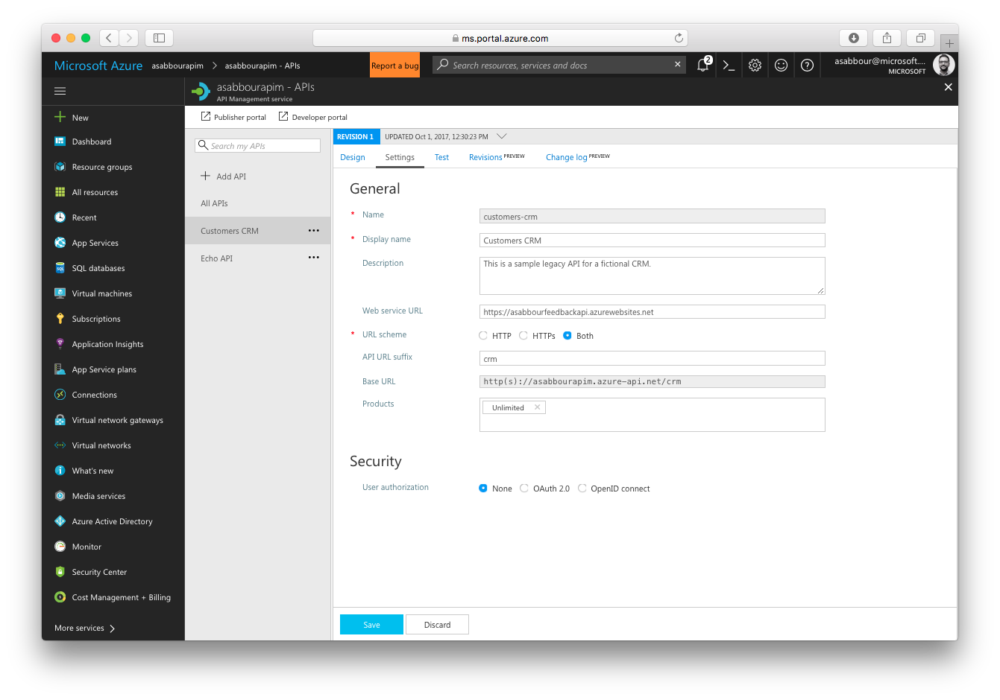 ms.portal.azure.com
Microsoft Azure asabbourapim > asabbourapim - APIs
Report a bug
Search resources, services and docs
2
asabbour@microsoft....
MICROSOFT
asabbourapim - APIs
API Management service
Publisher portal
Developer portal
New
Dashboard
Resource groups
All resources
Recent
App Services
SQL databases
Virtual machines
Subscriptions
Application Insights
App Service plans
Connections
Virtual network gateways
Virtual networks
What's new
Media services
Azure Active Directory
Monitor
Security Center
Cost Management + Billing
More services
Search my APIs
Add API
All APIs
Customers CRM
Echo API
REVISION 1 UPDATED Oct 1, 2017, 12:30:23 PM
Design Settings Test Revisions PREVIEW Change log PREVIEW
General
* Name customers-crm
* Display name Customers CRM
Description This is a sample legacy API for a fictional CRM.
Web service URL https://asabbourfeedbackapi.azurewebsites.net
* URL scheme HTTP HTTPs Both
API URL suffix crm
Base URL http(s)://asabbourapim.azure-api.net/crm
Products Unlimited
Security
User authorization None OAuth 2.0 OpenID connect
Save Discard